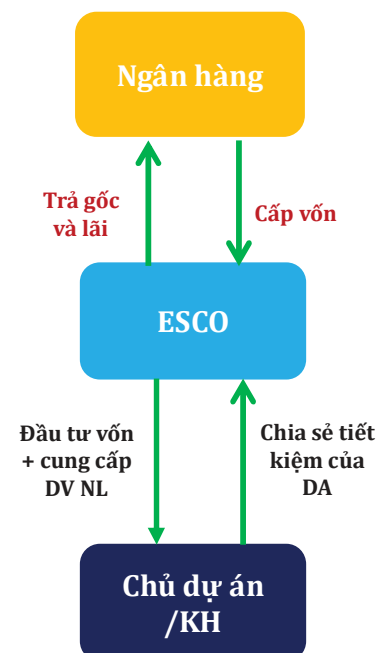 Ngân hàng
Trả gốc
và lãi
Cấp vốn
ESCO
Đầu tư vốn
+ cung cấp
DV NL
Chia sẻ tiết
kiệm của
DA
Chủ dự án
/KH